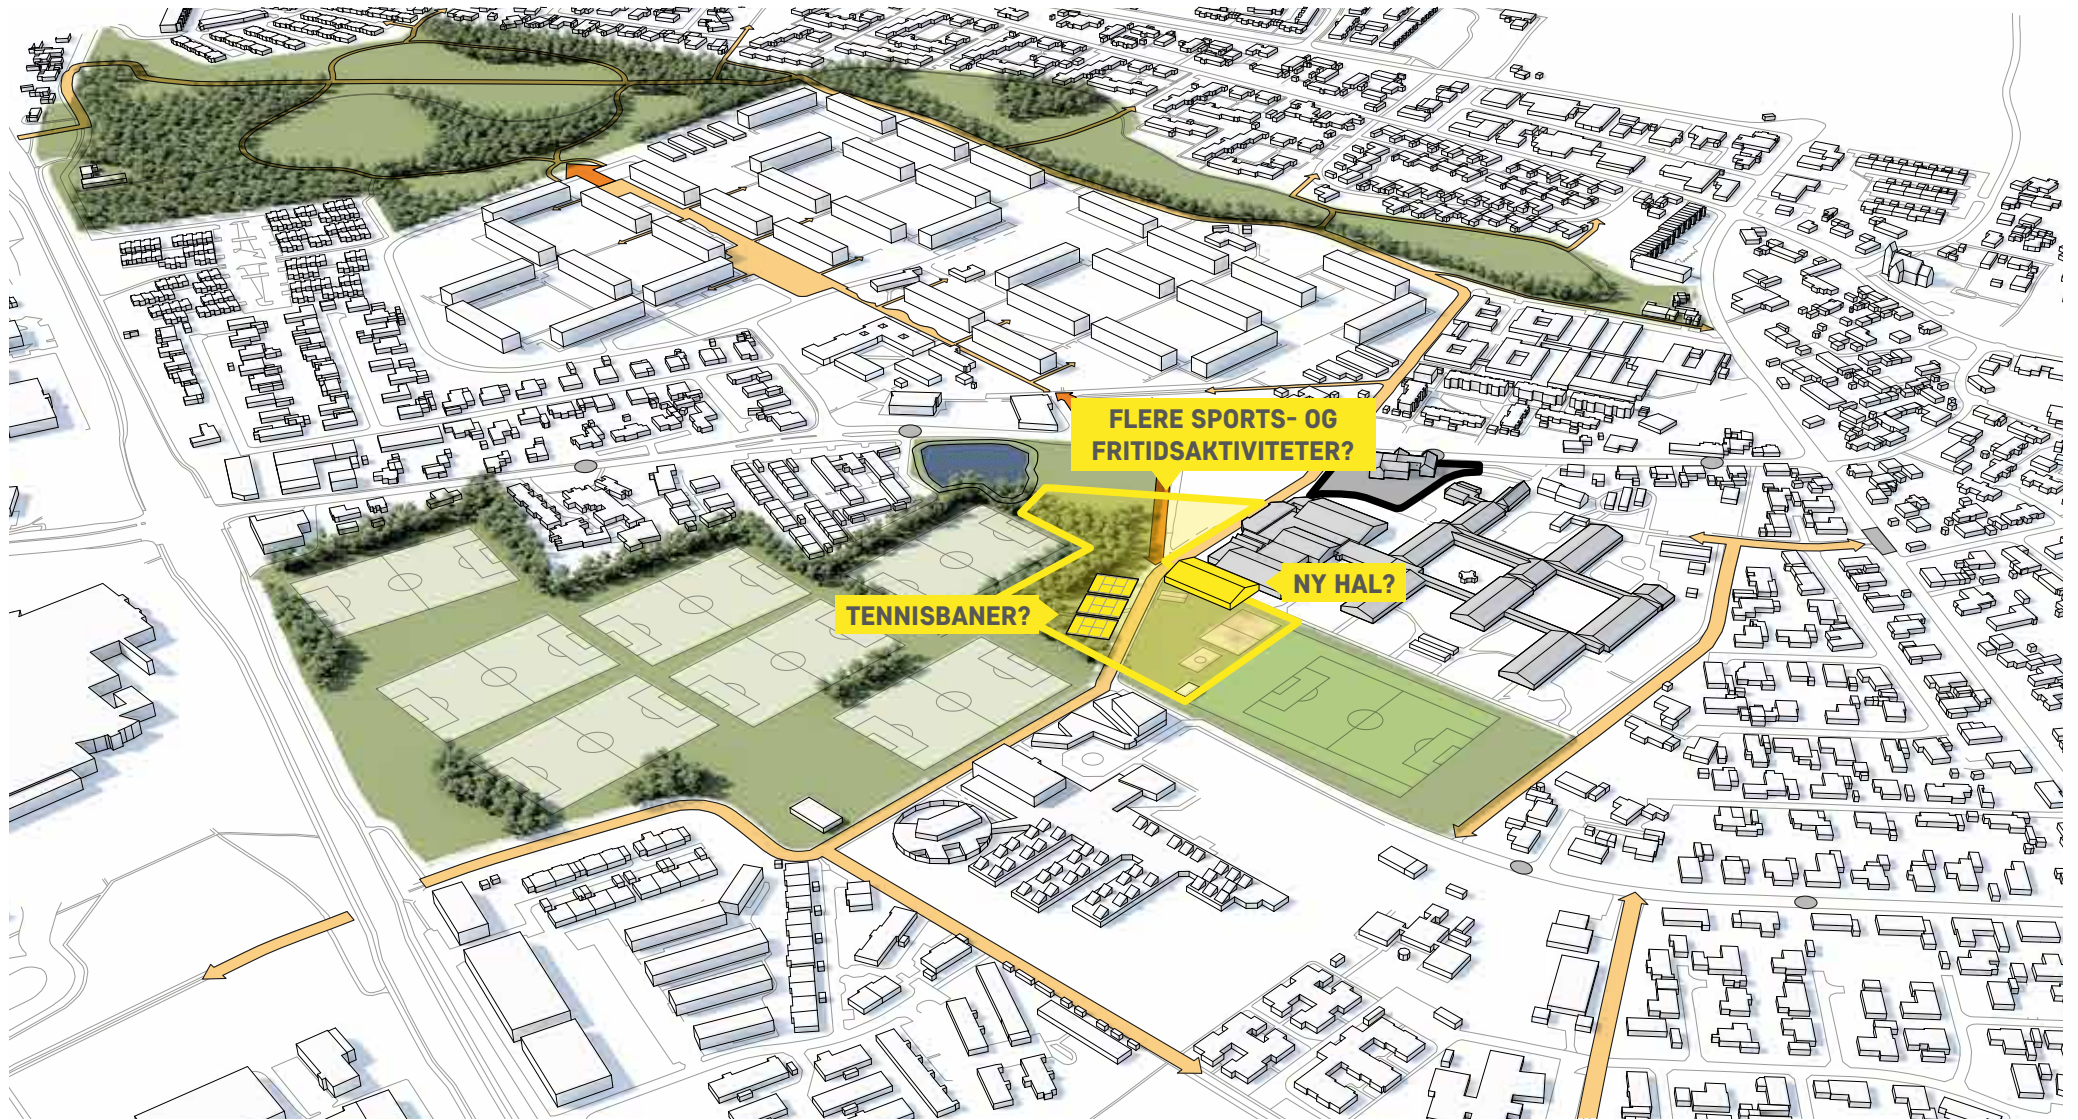 FLERE SPORTS- OG
FRITIDSAKTIVITETER?
NY HAL?
TENNISBANER?